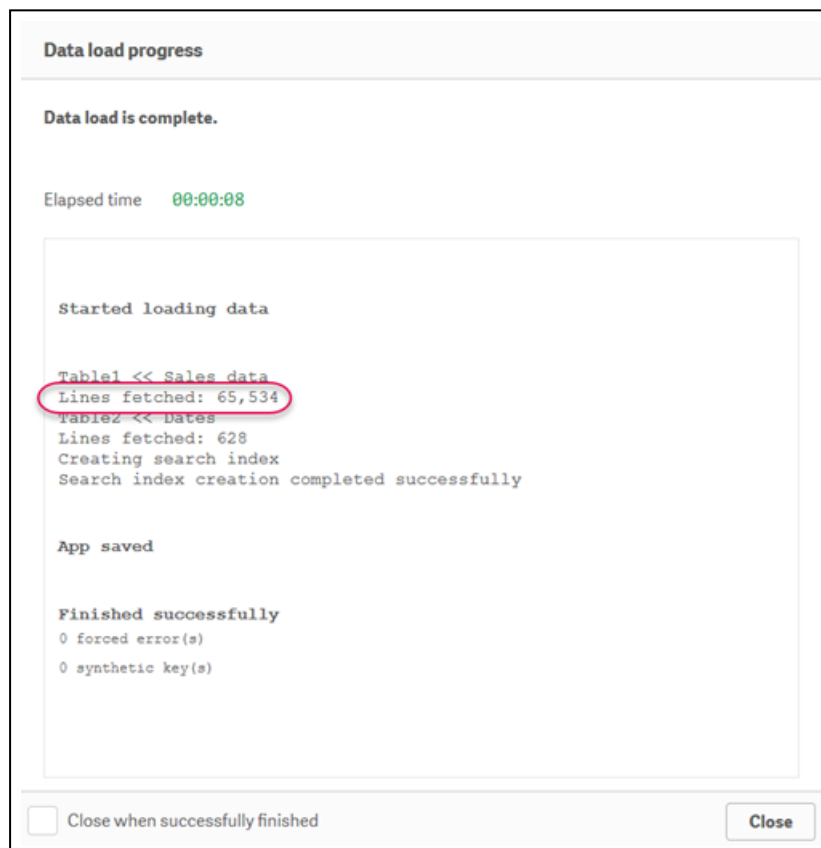 Data load progress
Data load is complete.
Elapsed time 00:00:08
Started loading data
Table1 << Sales data
Lines fetched: 65,534
Table2 << Dates
Lines fetched: 628
Creating search index
Search index creation completed successfully
App saved
Finished successfully
0 forced error(s)
0 synthetic key(s)
Close when successfully finished
Close